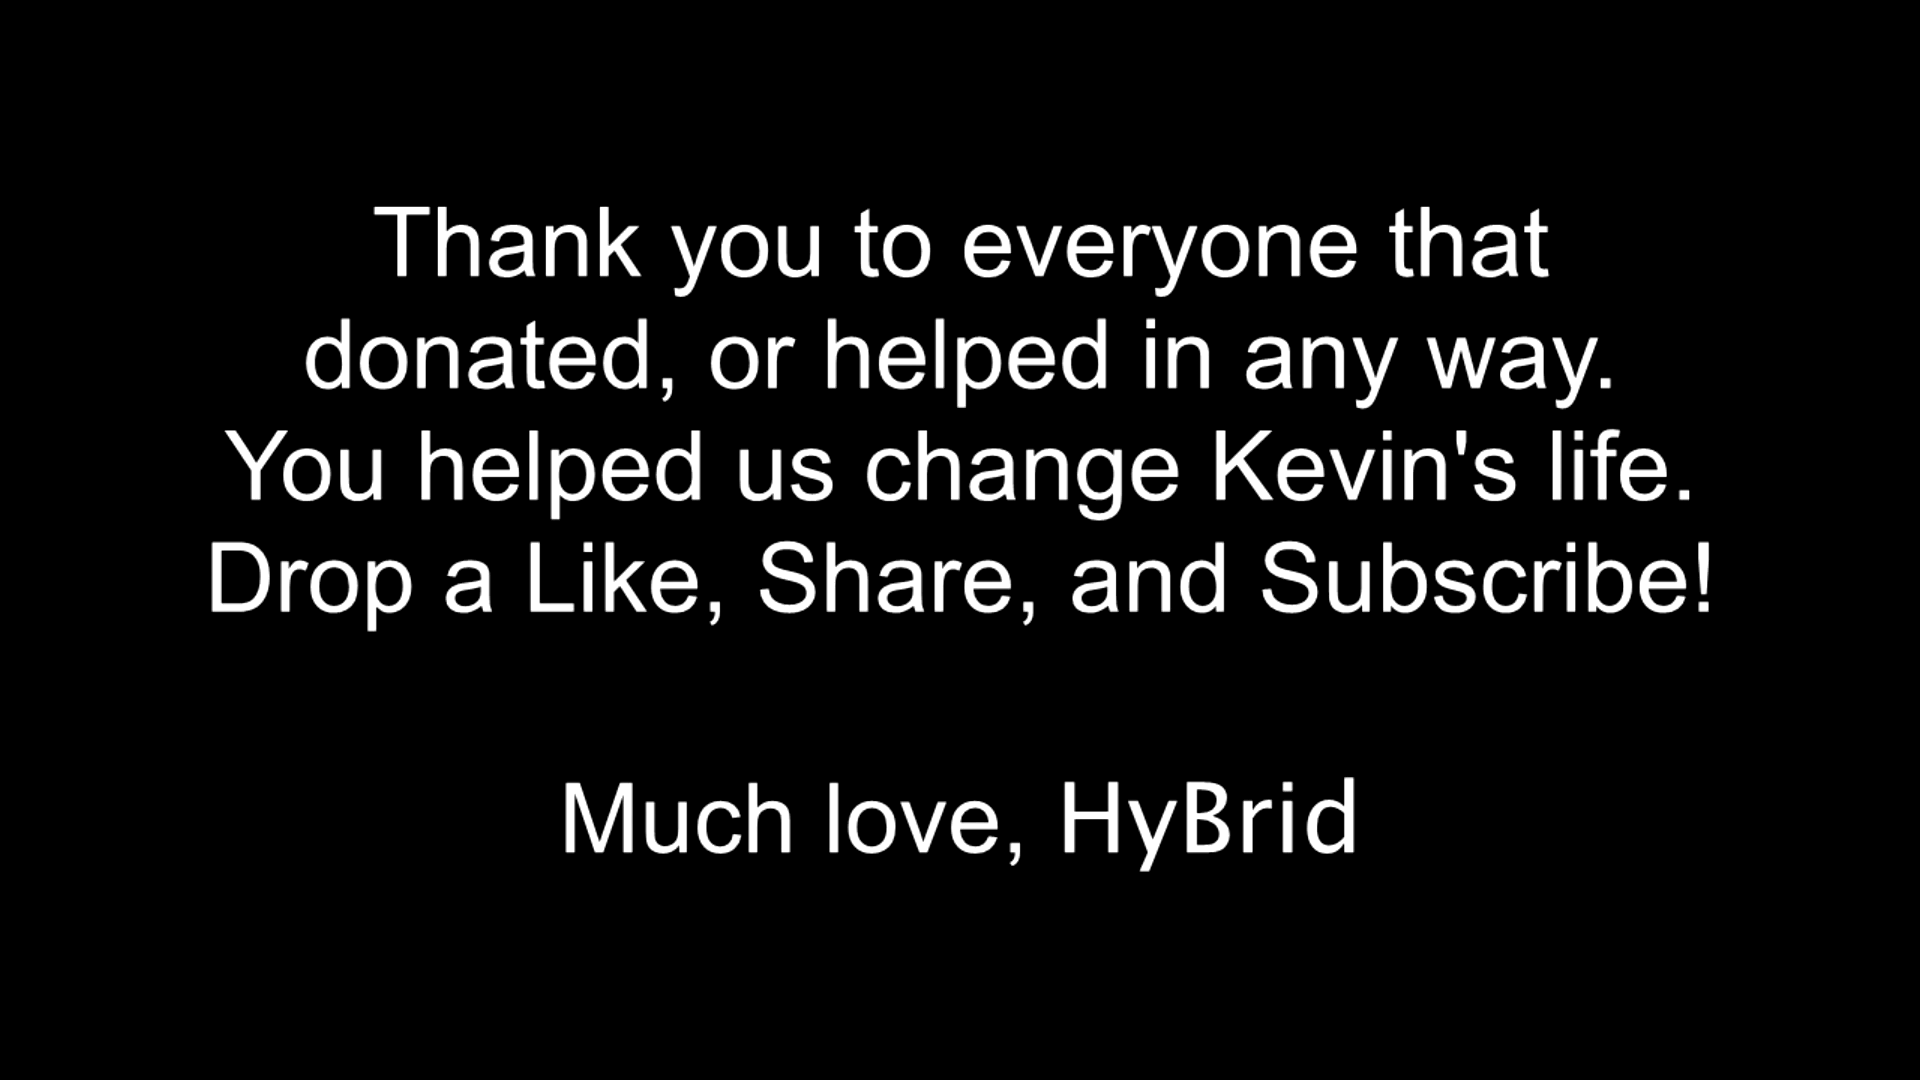 Thank you to everyone that
donated, or helped in any way.
You helped us change Kevin's life.
Drop a Like, Share, and Subscribe!
Much love, HyBrid